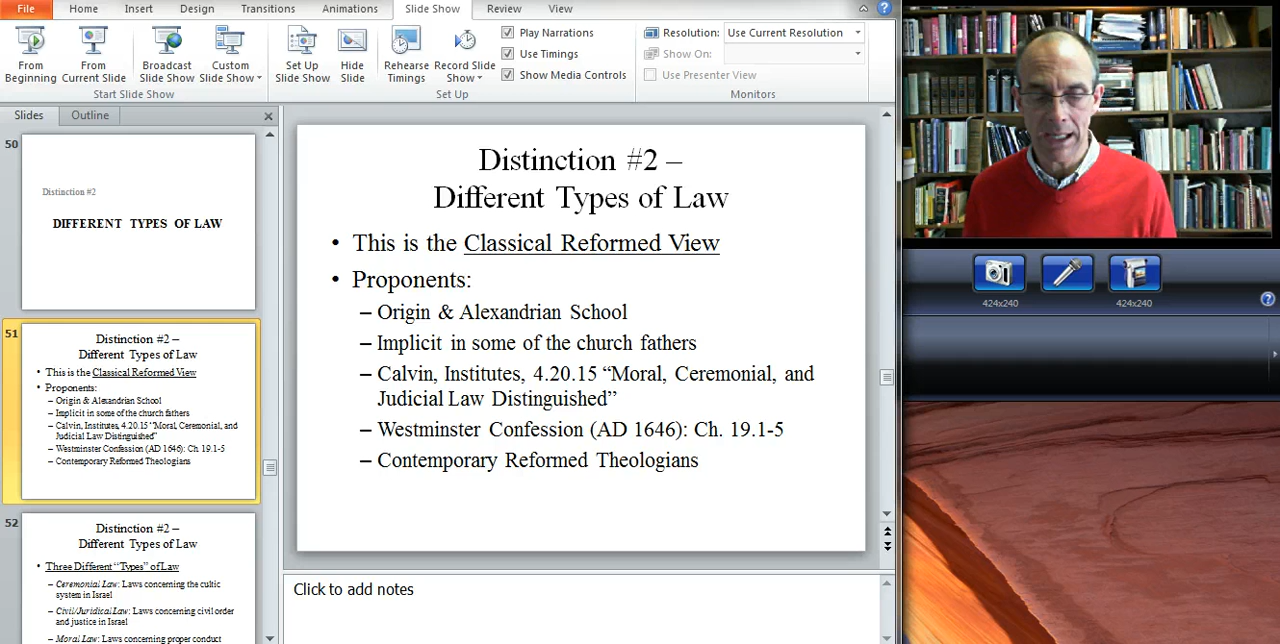 File Home Insert Design Transitions Animations Slide Show Review View
From Beginning
From Current Slide
Broadcast Slide Show
Custom Slide Show
Set Up Slide Show
Hide Slide
Rehearse Timings
Record Slide Show
Play Narrations
Use Timings
Show Media Controls
Resolution: Use Current Resolution
Show On:
Use Presenter View
Start Slide Show Set Up Monitors
Slides Outline
50
Distinction #2
DIFFERENT TYPES OF LAW
51
Distinction #2 –
Different Types of Law
• This is the Classical Reformed View
• Proponents:
– Origin & Alexandrian School
– Implicit in some of the church fathers
– Calvin, Institutes, 4.20.15 “Moral, Ceremonial, and
Judicial Law Distinguished”
– Westminster Confession (AD 1646): Ch. 19.1-5
– Contemporary Reformed Theologians
52
Distinction #2 –
Different Types of Law
• Three Different “Types” of Law
– Ceremonial Law: Laws concerning the cultic
system in Israel
– Civil/Juridical Law: Laws concerning civil order
and justice in Israel
– Moral Law: Laws concerning proper conduct
Distinction #2 –
Different Types of Law
• This is the Classical Reformed View
• Proponents:
– Origin & Alexandrian School
– Implicit in some of the church fathers
– Calvin, Institutes, 4.20.15 “Moral, Ceremonial, and
Judicial Law Distinguished”
– Westminster Confession (AD 1646): Ch. 19.1-5
– Contemporary Reformed Theologians
Click to add notes
424x240 424x240